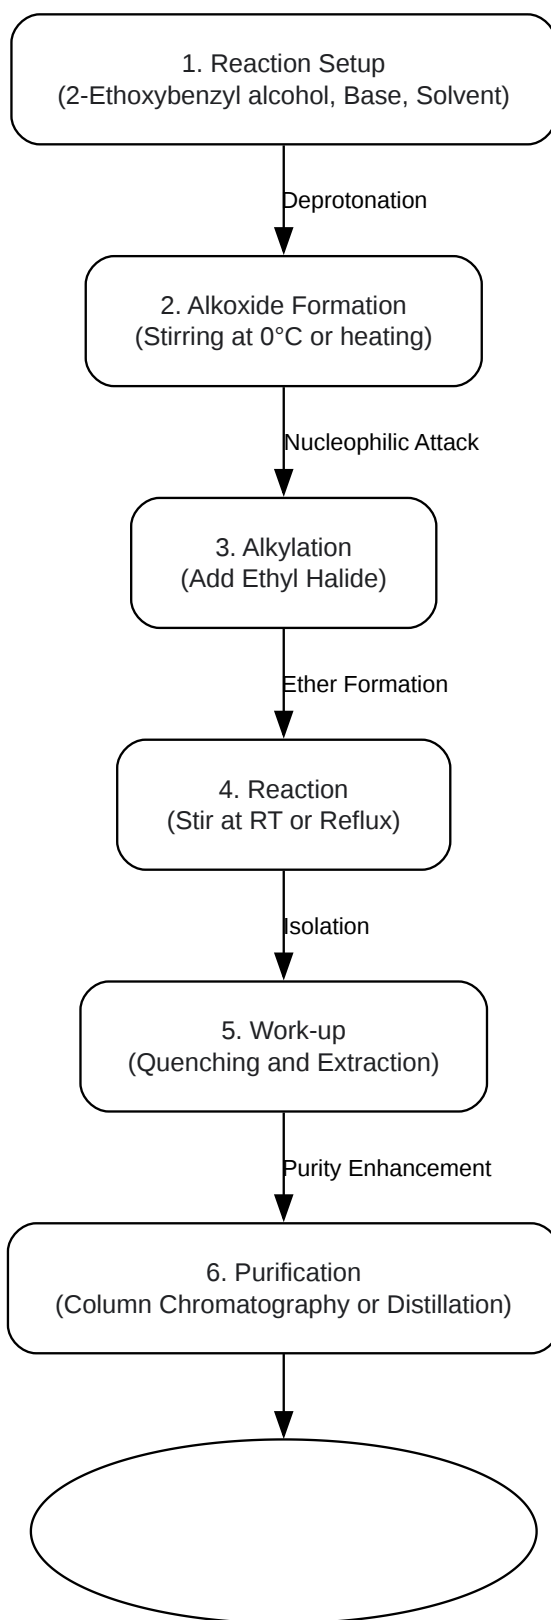 1. Reaction Setup
(2-Ethoxybenzyl alcohol, Base, Solvent)
Deprotonation
2. Alkoxide Formation
(Stirring at 0°C or heating)
Nucleophilic Attack
3. Alkylation
(Add Ethyl Halide)
Ether Formation
4. Reaction
(Stir at RT or Reflux)
Isolation
5. Work-up
(Quenching and Extraction)
Purity Enhancement
6. Purification
(Column Chromatography or Distillation)